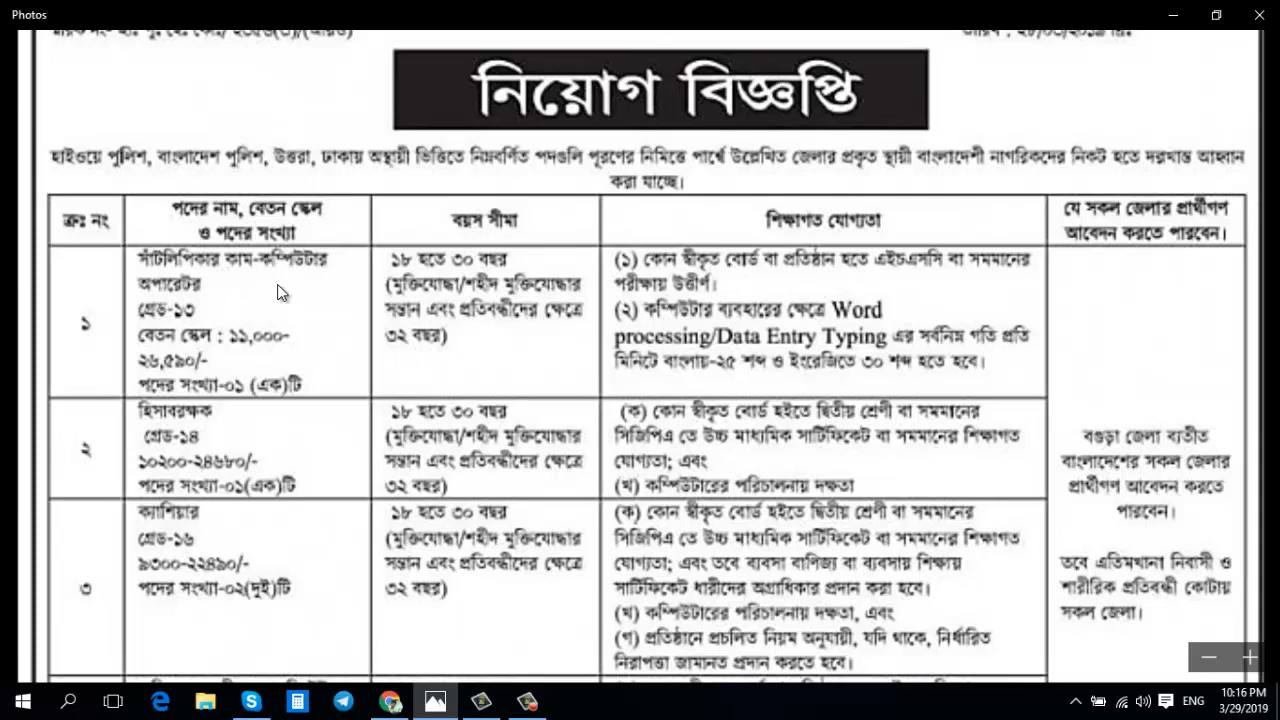 Photos
নিয়োগ বিজ্ঞপ্তি
হাইওয়ে পুলিশ, বাংলাদেশ পুলিশ, উত্তরা, ঢাকায় অস্থায়ী ভিত্তিতে নিম্নবর্ণিত পদগুলি পূরণের নিমিত্তে পার্শ্বে উল্লেখিত জেলার প্রকৃত স্থায়ী বাংলাদেশী নাগরিকদের নিকট হতে দরখাস্ত আহ্বান
করা যাচ্ছে।
ক্রঃ নং
পদের নাম, বেতন স্কেল
ও পদের সংখ্যা
বয়স সীমা
শিক্ষাগত যোগ্যতা
যে সকল জেলার প্রার্থীগণ
আবেদন করতে পারবেন।
১
সাঁটলিপিকার কাম-কম্পিউটার
অপারেটর
গ্রেড-১৩
বেতন স্কেল : ১১,০০০-
২৬,৫৯০/-
পদের সংখ্যা-০১ (এক)টি
১৮ হতে ৩০ বছর
(মুক্তিযোদ্ধা/শহীদ মুক্তিযোদ্ধার
সন্তান এবং প্রতিবন্ধীদের ক্ষেত্রে
৩২ বছর)
(১) কোন স্বীকৃত বোর্ড বা প্রতিষ্ঠান হতে এইচএসসি বা সমমানের
পরীক্ষায় উত্তীর্ণ।
(২) কম্পিউটার ব্যবহারের ক্ষেত্রে Word
processing/Data Entry Typing এর সর্বনিম্ন গতি প্রতি
মিনিটে বাংলায়-২৫ শব্দ ও ইংরেজিতে ৩০ শব্দ হতে হবে।
২
হিসাবরক্ষক
গ্রেড-১৪
১০২০০-২৪৬৮০/-
পদের সংখ্যা-০১(এক)টি
১৮ হতে ৩০ বছর
(মুক্তিযোদ্ধা/শহীদ মুক্তিযোদ্ধার
সন্তান এবং প্রতিবন্ধীদের ক্ষেত্রে
৩২ বছর)
(ক) কোন স্বীকৃত বোর্ড হইতে দ্বিতীয় শ্রেণী বা সমমানের
সিজিপিএ তে উচ্চ মাধ্যমিক সার্টিফিকেট বা সমমানের শিক্ষাগত
যোগ্যতা; এবং
(খ) কম্পিউটারের পরিচালনায় দক্ষতা
৩
ক্যাশিয়ার
গ্রেড-১৬
৯৩০০-২২৪৯০/-
পদের সংখ্যা-০২(দুই)টি
১৮ হতে ৩০ বছর
(মুক্তিযোদ্ধা/শহীদ মুক্তিযোদ্ধার
সন্তান এবং প্রতিবন্ধীদের ক্ষেত্রে
৩২ বছর)
(ক) কোন স্বীকৃত বোর্ড হইতে দ্বিতীয় শ্রেণী বা সমমানের
সিজিপিএ তে উচ্চ মাধ্যমিক সার্টিফিকেট বা সমমানের শিক্ষাগত
যোগ্যতা; এবং তবে ব্যবসা বাণিজ্য বা ব্যবসায় শিক্ষায়
সার্টিফিকেট ধারীদের অগ্রাধিকার প্রদান করা হবে।
(খ) কম্পিউটারের পরিচালনায় দক্ষতা, এবং
(গ) প্রতিষ্ঠানে প্রচলিত নিয়ম অনুযায়ী, যদি থাকে, নির্ধারিত
নিরাপত্তা জামানত প্রদান করতে হবে।
বগুড়া জেলা ব্যতীত
বাংলাদেশের সকল জেলার
প্রার্থীগণ আবেদন করতে
পারবেন।
তবে এতিমখানা নিবাসী ও
শারীরিক প্রতিবন্ধী কোটায়
সকল জেলা।
ENG
10:16 PM
3/29/2019